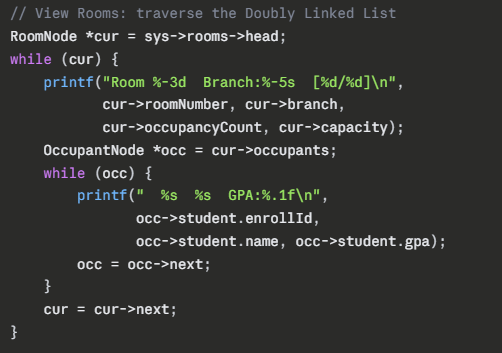 // View Rooms: traverse the Doubly Linked List
RoomNode *cur = sys->rooms->head;
while (cur) {
    printf("Room %-3d  Branch:%-5s  [%d/%d]\n",
           cur->roomNumber, cur->branch,
           cur->occupancyCount, cur->capacity);
    OccupantNode *occ = cur->occupants;
    while (occ) {
        printf("  %s  %s  GPA:%.1f\n",
               occ->student.enrollId,
               occ->student.name, occ->student.gpa);
        occ = occ->next;
    }
    cur = cur->next;
}